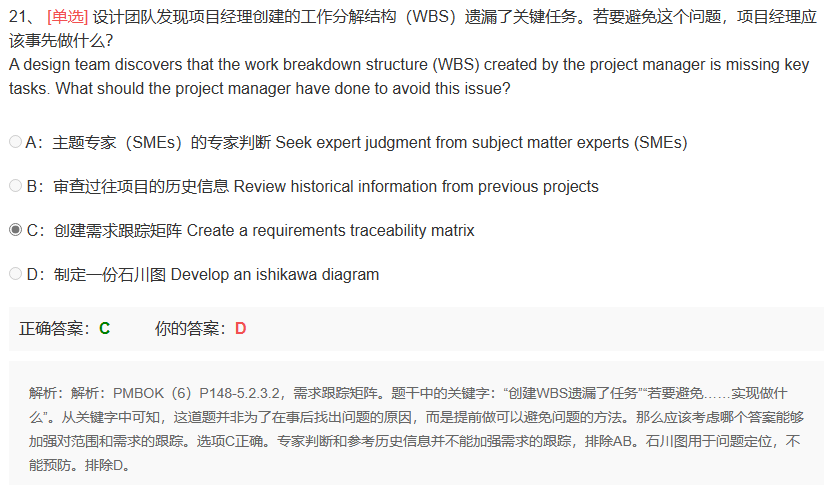 21、 [单选] 设计团队发现项目经理创建的工作分解结构（WBS）遗漏了关键任务。若要避免这个问题，项目经理应
该事先做什么?
A design team discovers that the work breakdown structure (WBS) created by the project manager is missing key
tasks. What should the project manager have done to avoid this issue?
A：主题专家（SMEs）的专家判断 Seek expert judgment from subject matter experts (SMEs)
B：审查过往项目的历史信息 Review historical information from previous projects
C：创建需求跟踪矩阵 Create a requirements traceability matrix
D：制定一份石川图 Develop an ishikawa diagram
正确答案：C 你的答案：D
解析：解析：PMBOK（6）P148-5.2.3.2，需求跟踪矩阵。题干中的关键字：“创建WBS遗漏了任务”“若要避免……实现做什
么”。从关键字中可知，这道题并非为了在事后找出问题的原因，而是提前做可以避免问题的方法。那么应该考虑哪个答案能够
加强对范围和需求的跟踪。选项C正确。专家判断和参考历史信息并不能加强需求的跟踪，排除AB。石川图用于问题定位，不
能预防。排除D。